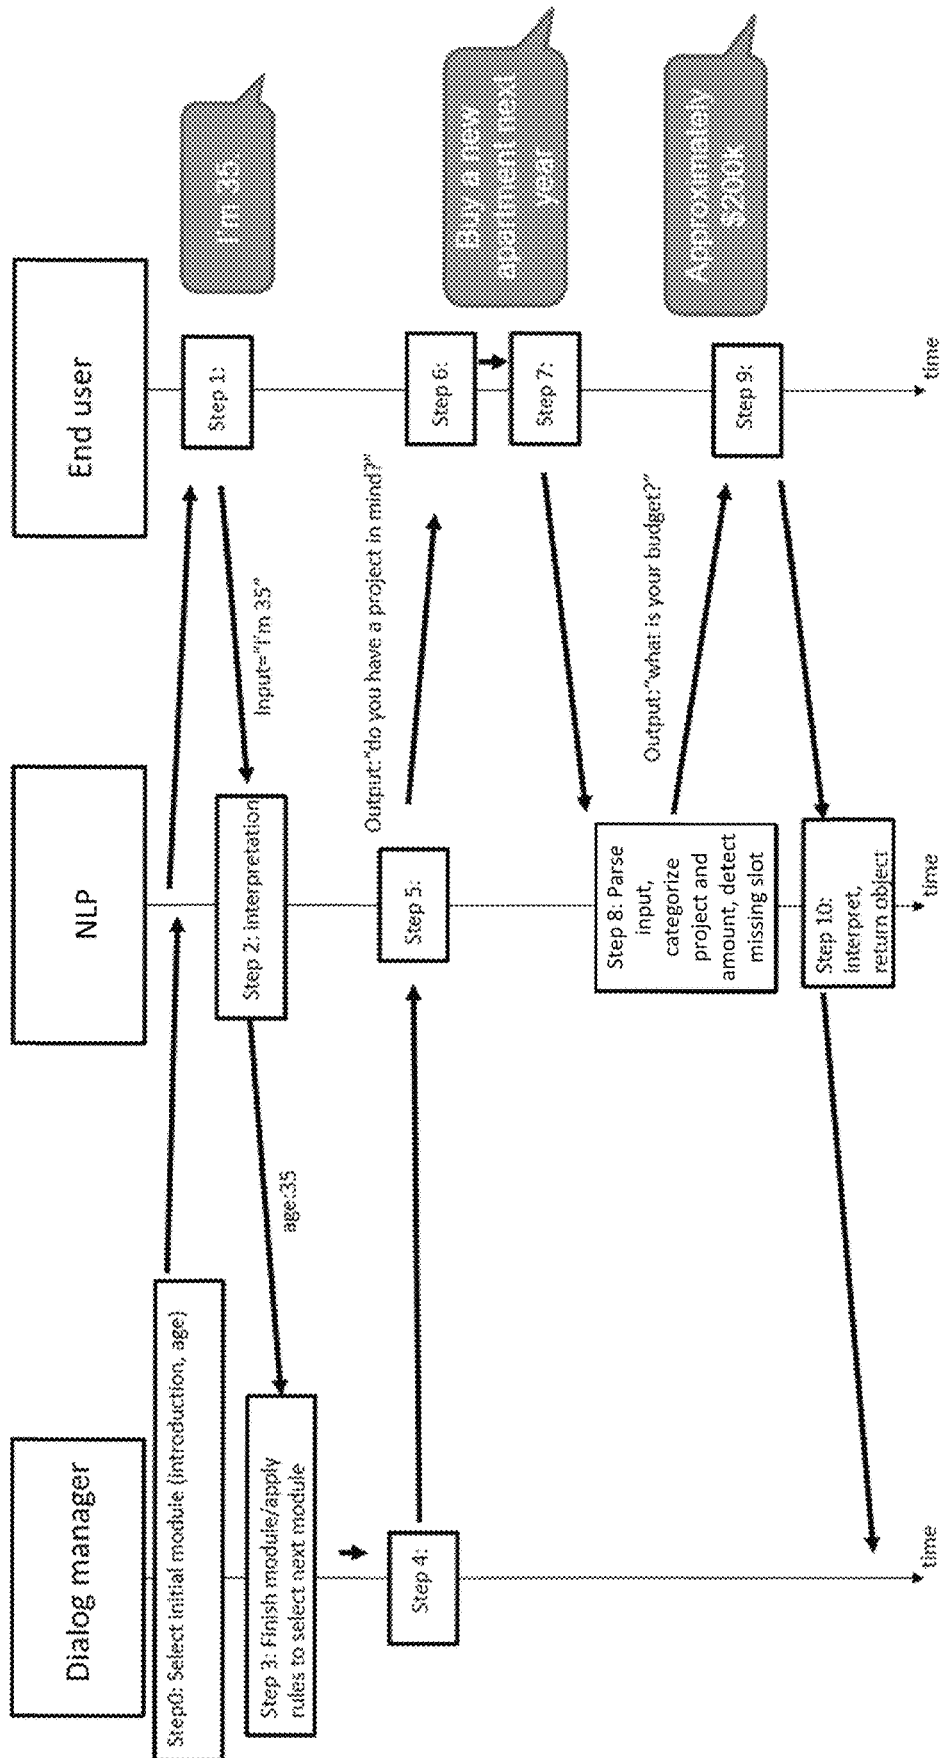 Dialog manager
NLP
End user
Step0: Select initial module (introduction, age)
Step 1:
I'm 35
Input="I'm 35"
Step 2: interpretation
age:35
Step 3: Finish module/apply
rules to select next module
Step 4:
Step 5:
Output:"do you have a project in mind?"
Step 6:
Buy a new
apartment next
year
Step 7:
Step 8: Parse
input,
categorize
project and
amount, detect
missing slot
Output:"what is your budget?"
Approximately
$200k
Step 9:
Step 10:
interpret,
return object
time
time
time